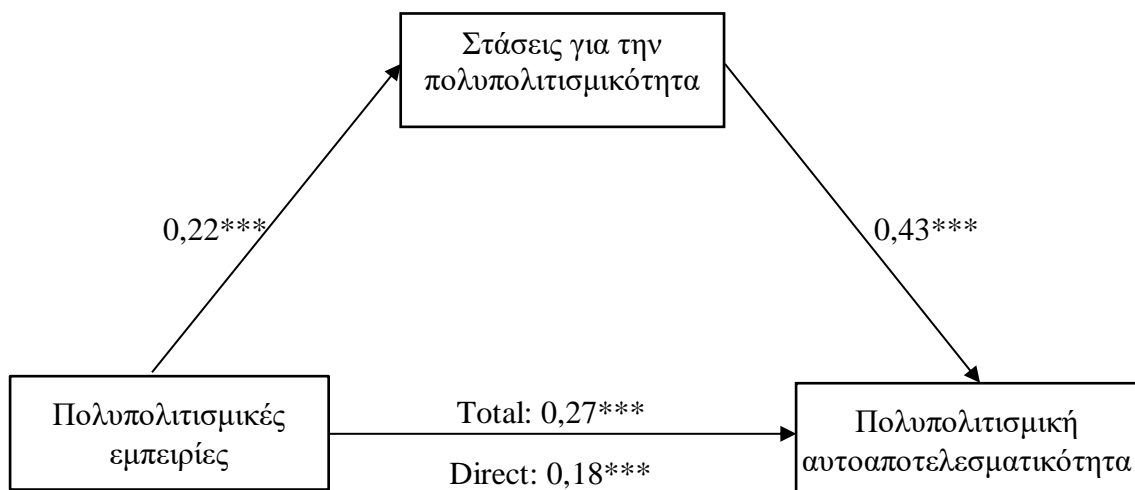 Στάσεις για την
πολυπολιτισμικότητα
0,22***
0,43***
Πολυπολιτισμικές
εμπειρίες
Total: 0,27***
Direct: 0,18***
Πολυπολιτισμική
αυτοαποτελεσματικότητα